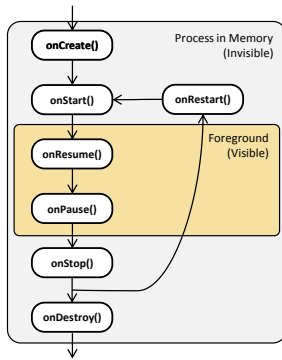 onCreate()
Process in Memory
(Invisible)
onStart()
onRestart()
Foreground
(Visible)
onResume()
onPause()
onStop()
onDestroy()